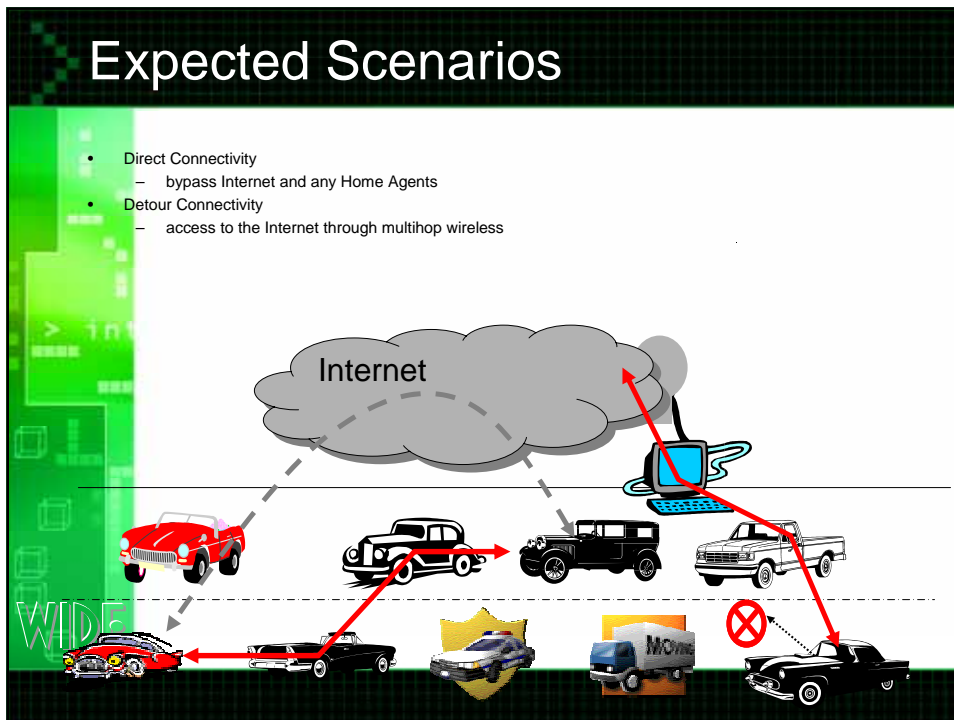 Expected Scenarios
• Direct Connectivity
– bypass Internet and any Home Agents
• Detour Connectivity
– access to the Internet through multihop wireless
> int
Internet
WIDE
MOVING